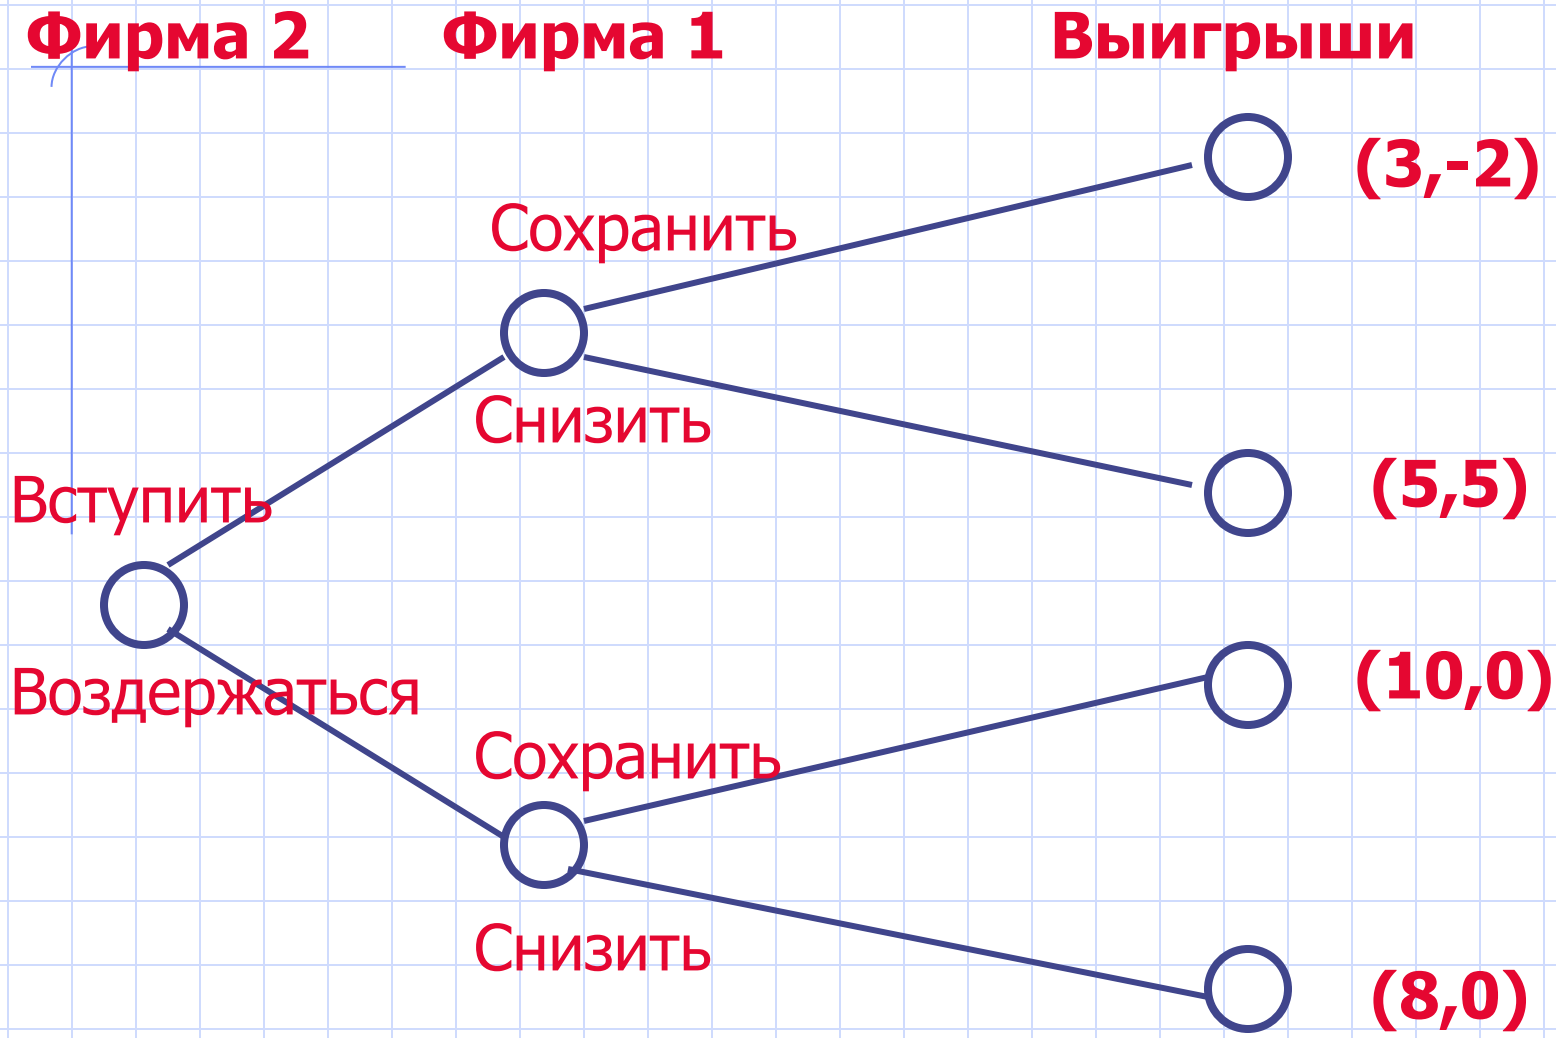 Фирма 2 Фирма 1 Выигрыши
(3,-2)
Сохранить
Снизить
(5,5)
Вступить
Воздержаться
(10,0)
Сохранить
Снизить
(8,0)